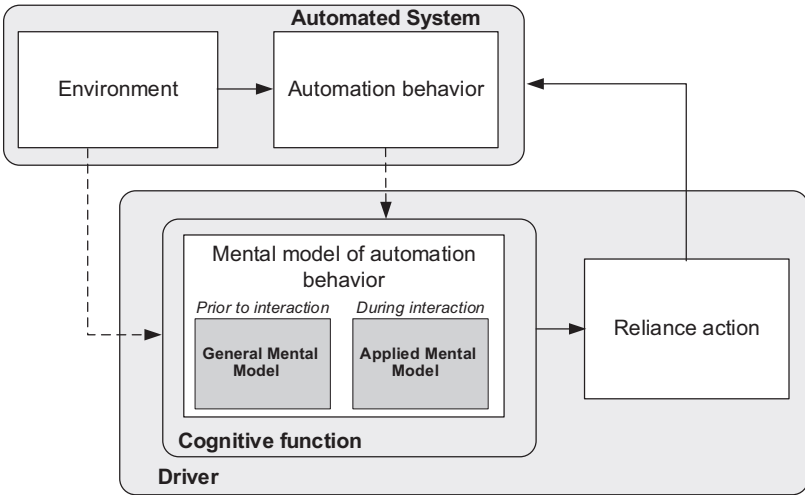 Automated System
Environment
Automation behavior
Mental model of automation
behavior
Prior to interaction
During interaction
General Mental
Model
Applied Mental
Model
Reliance action
Cognitive function
Driver